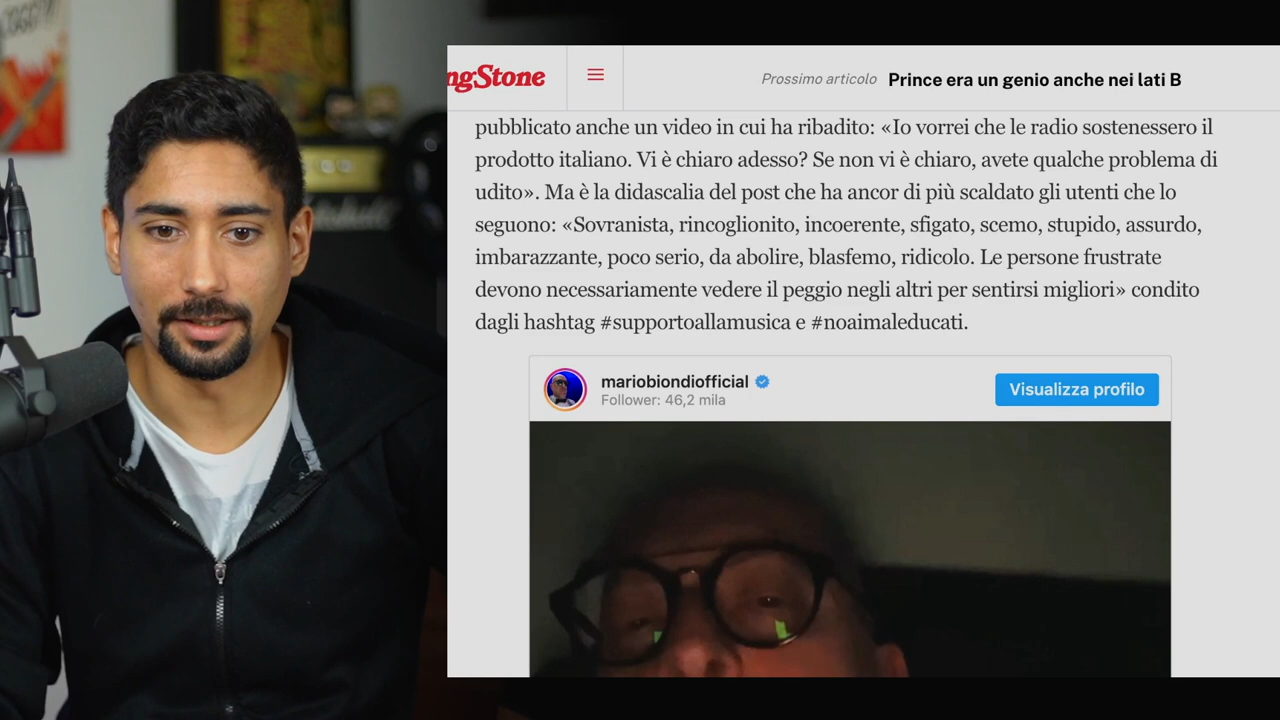 ngStone
Prossimo articolo Prince era un genio anche nei lati B
pubblicato anche un video in cui ha ribadito: «Io vorrei che le radio sostenessero il
prodotto italiano. Vi è chiaro adesso? Se non vi è chiaro, avete qualche problema di
udito». Ma è la didascalia del post che ha ancor di più scaldato gli utenti che lo
seguono: «Sovranista, rincoglionito, incoerente, sfigato, scemo, stupido, assurdo,
imbarazzante, poco serio, da abolire, blasfemo, ridicolo. Le persone frustrate
devono necessariamente vedere il peggio negli altri per sentirsi migliori» condito
dagli hashtag #supportoallamusica e #noaimaleducati.
mariobiondiofficial
Follower: 46,2 mila
Visualizza profilo
Marshall